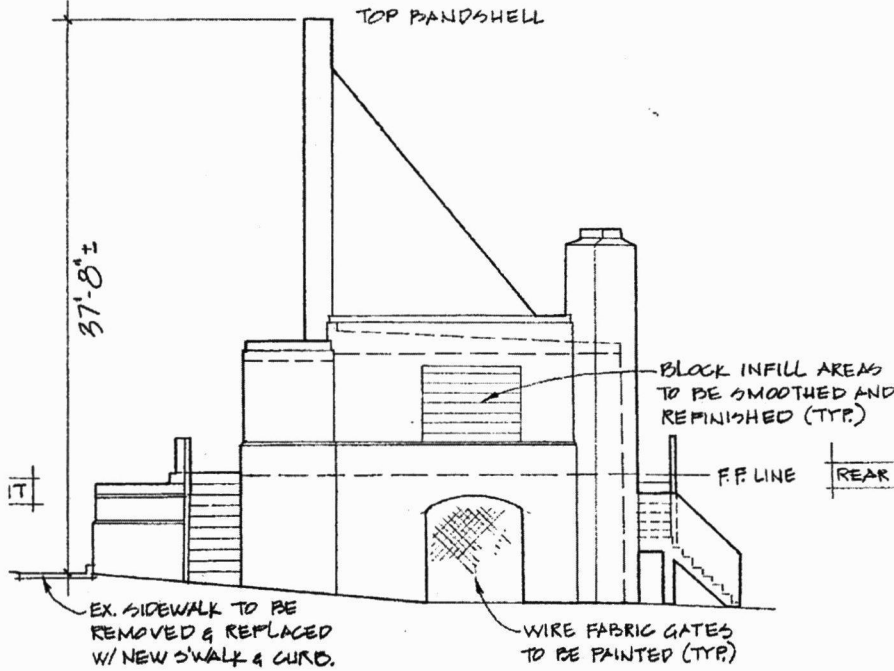 TOP BANDSHELL
37'-8"±
BLOCK INFILL AREAS
TO BE SMOOTHED AND
REFINISHED (TYP.)
F.F. LINE
REAR
EX. SIDEWALK TO BE
REMOVED & REPLACED
W/ NEW S'WALK & CURB.
WIRE FABRIC GATES
TO BE PAINTED (TYP.)